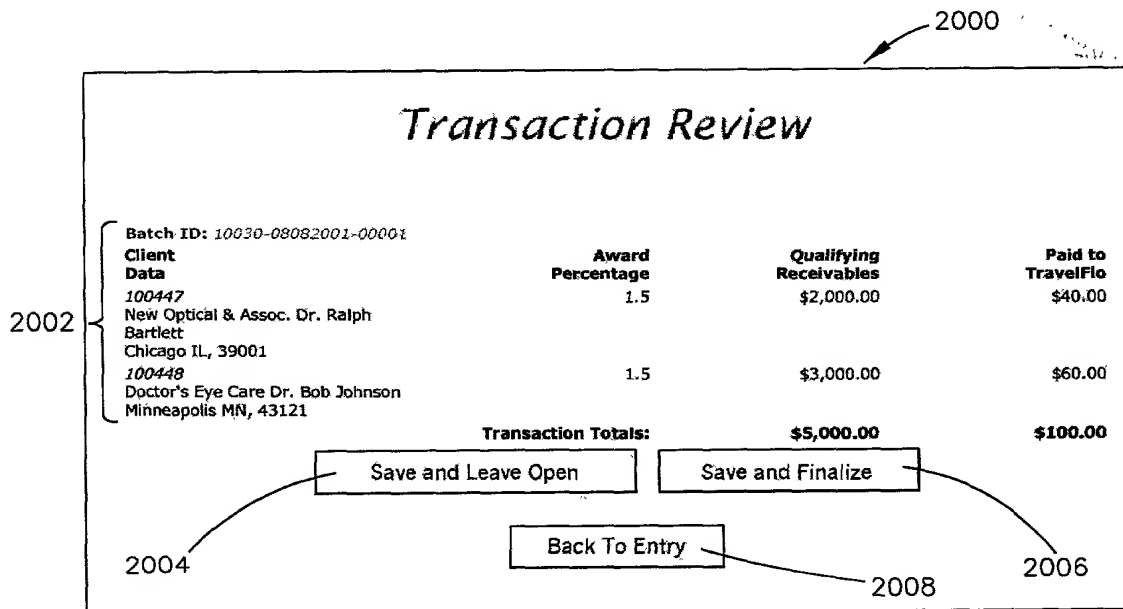 2000
Transaction Review
Batch ID: 10030-08082001-00001
Client Data Award Percentage Qualifying Receivables Paid to TravelFlo
100447 1.5 $2,000.00 $40.00
New Optical & Assoc. Dr. Ralph
Bartlett
Chicago IL, 39001
2002
100448 1.5 $3,000.00 $60.00
Doctor's Eye Care Dr. Bob Johnson
Minneapolis MN, 43121
Transaction Totals: $5,000.00 $100.00
Save and Leave Open Save and Finalize
Back To Entry
2004 2008 2006